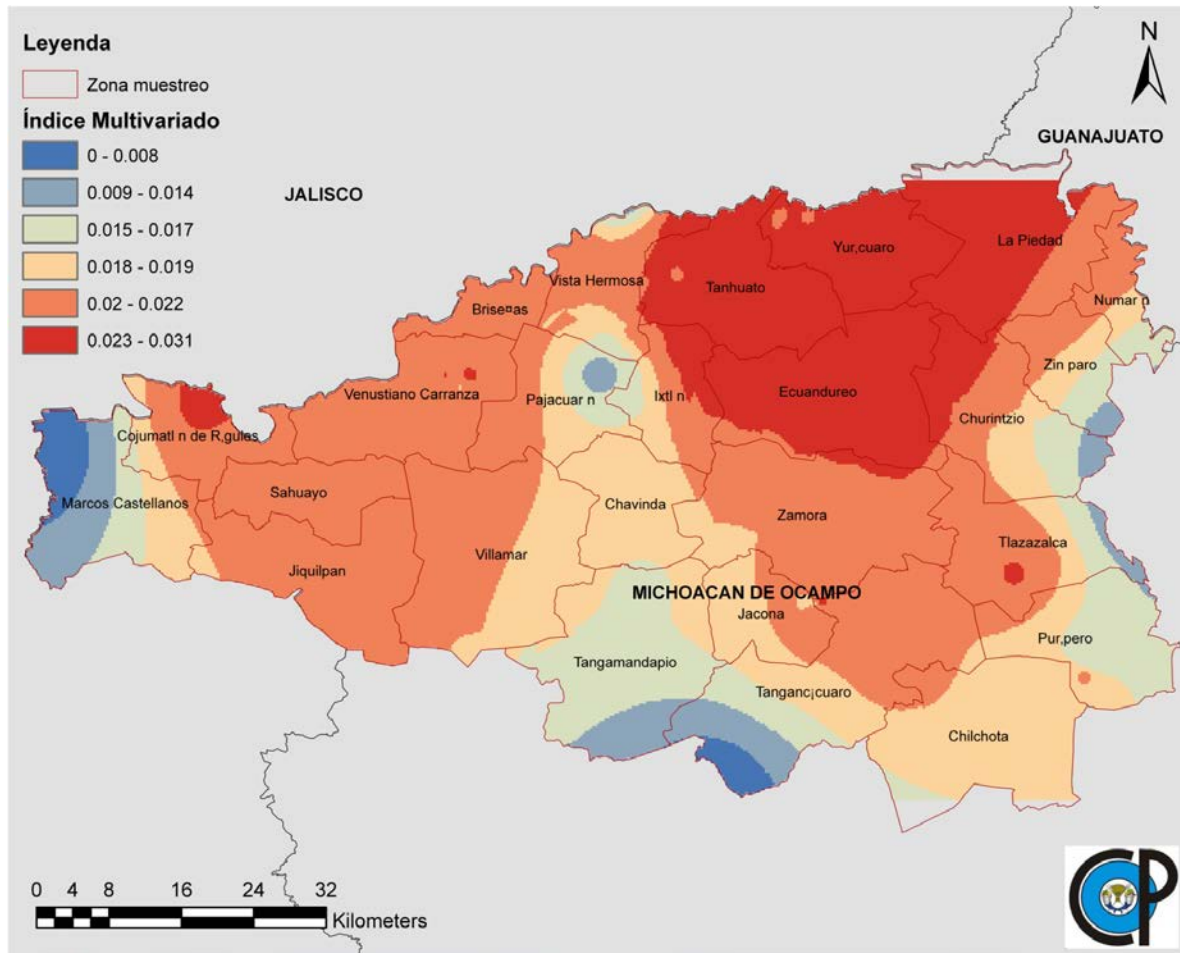 Leyenda
Zona muestreo
Índice Multivariado
0 - 0.008
0.009 - 0.014
0.015 - 0.017
0.018 - 0.019
0.02 - 0.022
0.023 - 0.031
N
GUANAJUATO
JALISCO
La Piedad
Yur,cuaro
Vista Hermosa
Tanhuato
Numar n
Brise¤as
Zin paro
Venustiano Carranza
Pajacuar n
Ixtl n
Ecuandureo
Churintzio
Cojumatl n de R,gules
Sahuayo
Marcos Castellanos
Chavinda
Zamora
Tlazazalca
Villamar
Jiquilpan
MICHOACAN DE OCAMPO
Jacona
Pur,pero
Tangamandapio
Tanganc¡cuaro
Chilchota
0 4 8 16 24 32
Kilometers
CP